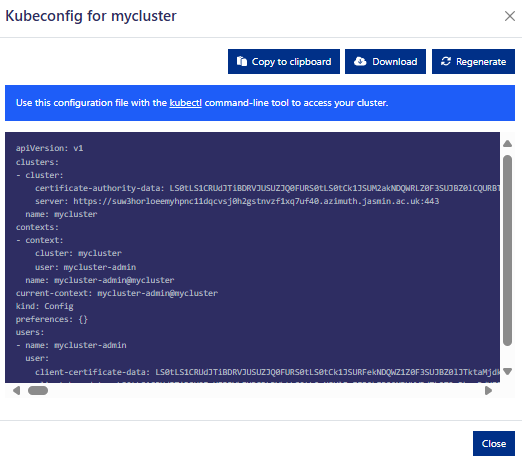 Kubeconfig for mycluster
Copy to clipboard
Download
Regenerate
Use this configuration file with the kubectl command-line tool to access your cluster.
apiVersion: v1
clusters:
- cluster:
certificate-authority-data:
server: https://suw3horloeemyhpnc11dqcvsj0h2gstnvzf1xq7uf40.azimuth.jasmin.ac.uk:443
name: mycluster
contexts:
- context:
cluster: mycluster
user: mycluster-admin
name: mycluster-admin@mycluster
current-context: mycluster-admin@mycluster
kind: Config
preferences: {}
users:
- name: mycluster-admin
user:
client-certificate-data:
Close